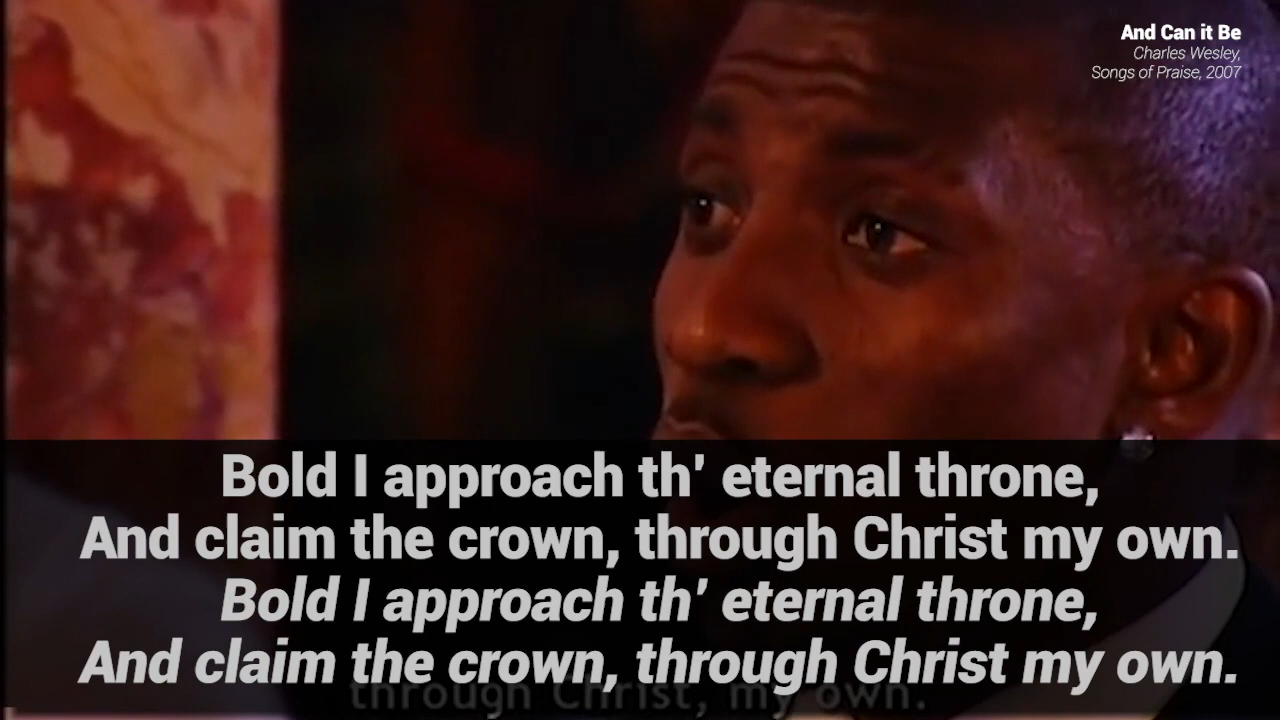 And Can it Be
Charles Wesley,
Songs of Praise, 2007
Bold I approach th’ eternal throne,
And claim the crown, through Christ my own.
Bold I approach th’ eternal throne,
And claim the crown, through Christ my own.
through Christ, my own.